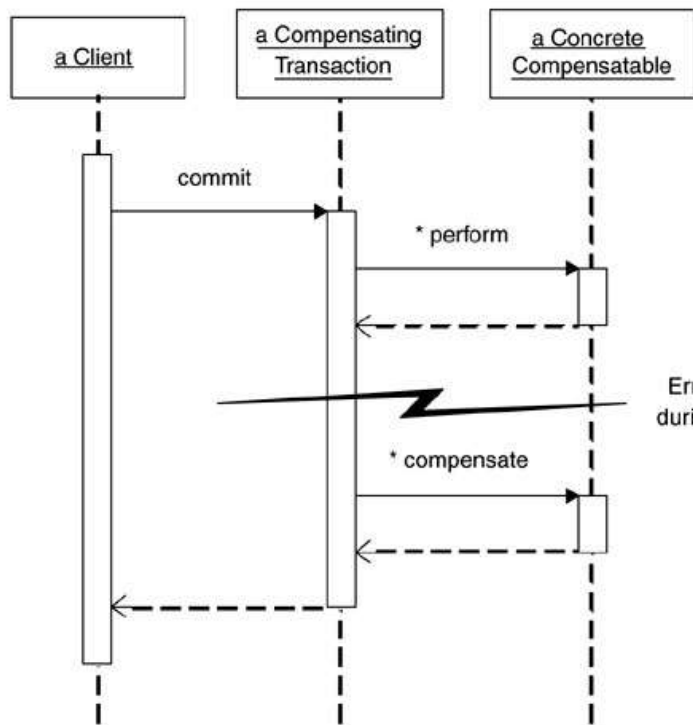 a Client
a Compensating
Transaction
a Concrete
Compensatable
commit
* perform
* compensate